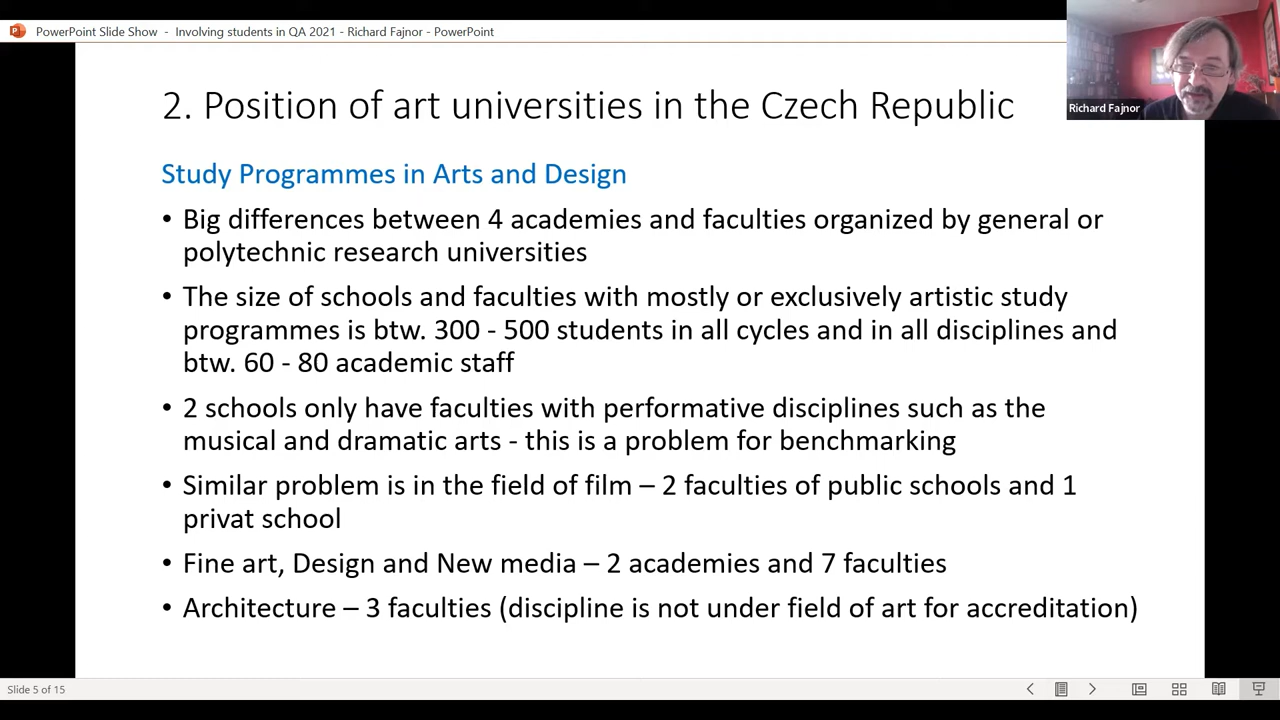 PowerPoint Slide Show - Involving students in QA 2021 - Richard Fajnor - PowerPoint
Richard Fajnor
2. Position of art universities in the Czech Republic
Study Programmes in Arts and Design
• Big differences between 4 academies and faculties organized by general or
polytechnic research universities
• The size of schools and faculties with mostly or exclusively artistic study
programmes is btw. 300 - 500 students in all cycles and in all disciplines and
btw. 60 - 80 academic staff
• 2 schools only have faculties with performative disciplines such as the
musical and dramatic arts - this is a problem for benchmarking
• Similar problem is in the field of film – 2 faculties of public schools and 1
privat school
• Fine art, Design and New media – 2 academies and 7 faculties
• Architecture – 3 faculties (discipline is not under field of art for accreditation)
Slide 5 of 15